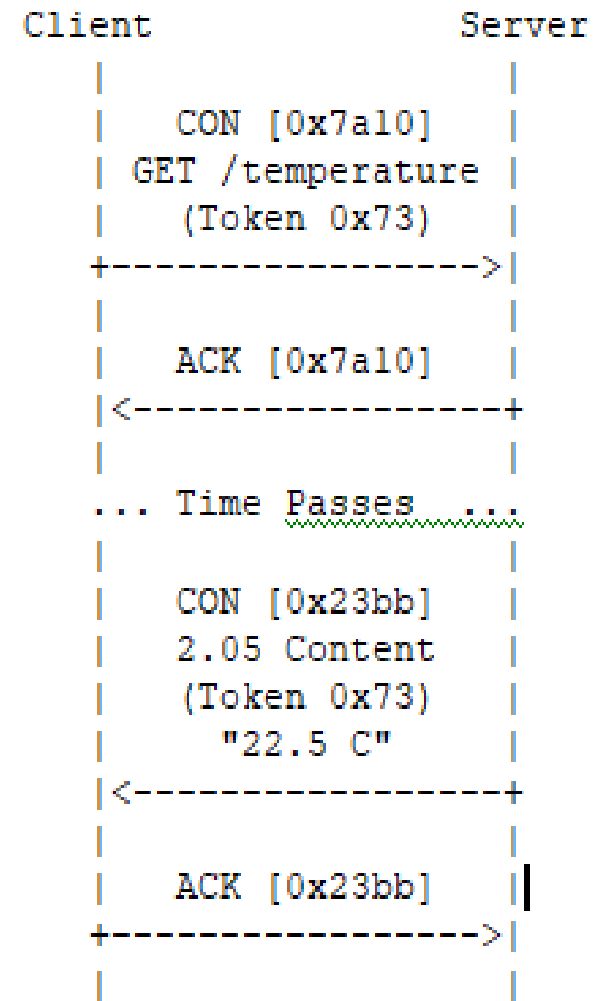 Client Server
CON [0x7a10]
GET /temperature
(Token 0x73)
+----------------->
ACK [0x7a10]
<-----------------+
... Time Passes ...
CON [0x23bb]
2.05 Content
(Token 0x73)
"22.5 C"
<-----------------+
ACK [0x23bb]
+----------------->